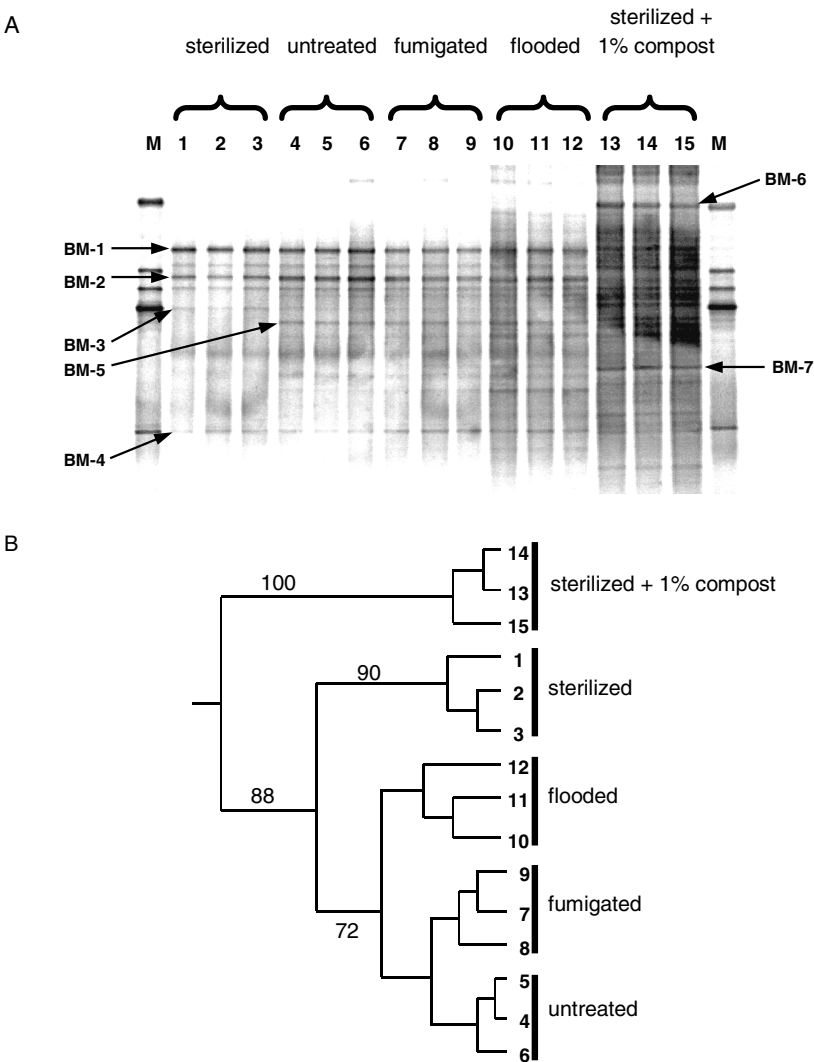 A
sterilized untreated fumigated flooded sterilized + 1% compost
M 1 2 3 4 5 6 7 8 9 10 11 12 13 14 15 M
BM-6
BM-1
BM-2
BM-3
BM-5
BM-7
BM-4
B
14
100
13
sterilized + 1% compost
15
1
90
2
sterilized
3
12
88
11
flooded
10
9
7
fumigated
72
8
5
4
untreated
6